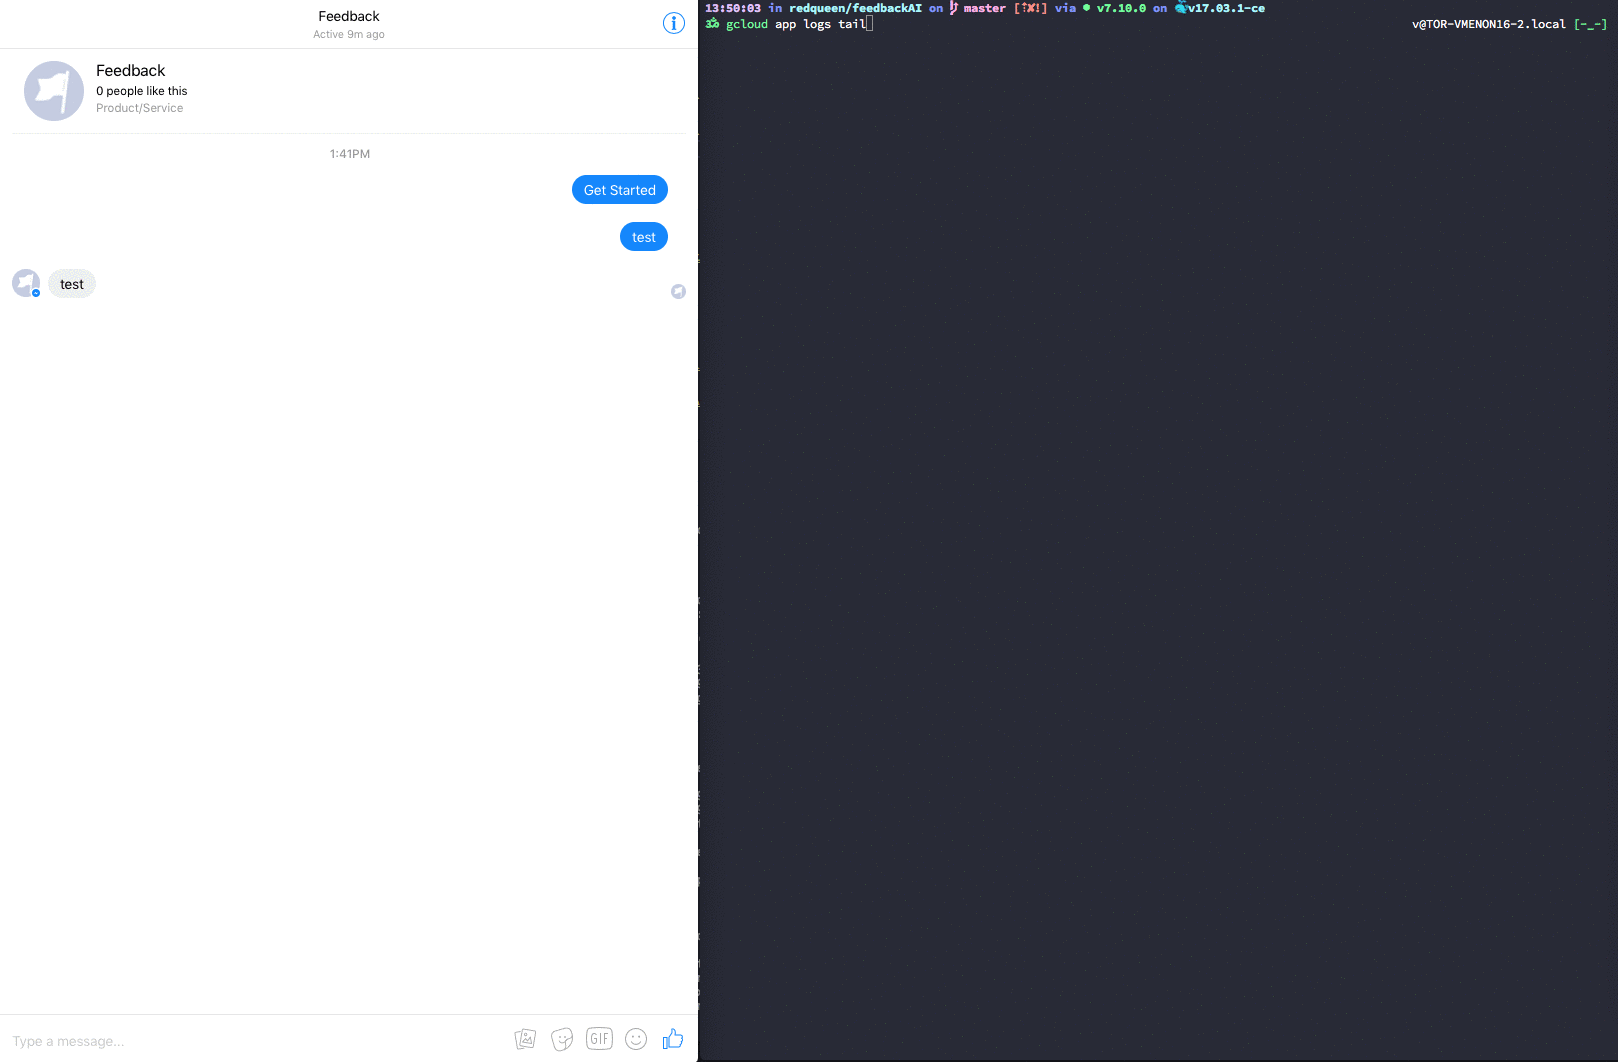 Feedback
Active 9m ago
Feedback
0 people like this
Product/Service
1:41PM
Get Started
test
test
Type a message...
GIF
13:50:03 in redqueen/feedbackAI on master [⇡✘!] via ● v7.10.0 on 🐳v17.03.1-ce
ॐ gcloud app logs tail
v@TOR-VMENON16-2.local [-_-]